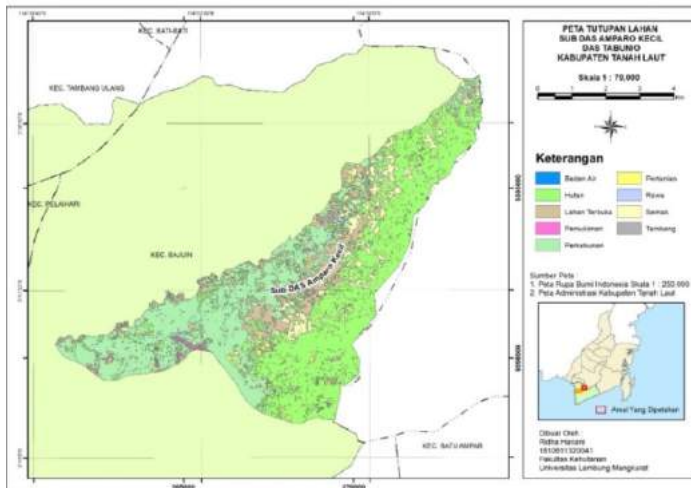 KEC. BATI-BATI
KEC. TAMBANG ULANG
KEC. PELAIHARI
KEC. BAJUIN
Sub DAS Amparo Kecil
KEC. BATU AMPAR
PETA TUTUPAN LAHAN
SUB DAS AMPARO KECIL
DAS TABUNIO
KABUPATEN TANAH LAUT
Skala 1 : 70,000
Keterangan
Badan Air
Hutan
Lahan Terbuka
Pemukiman
Perkebunan
Pertanian
Rawa
Semak
Tambang
Sumber Peta :
1. Peta Rupa Bumi Indonesia Skala 1 : 250.000
2. Peta Administrasi Kabupaten Tanah Laut
Areal Yang Dipetakan
Dibuat Oleh :
Fakultas Kehutanan
Universitas Lambung Mangkurat